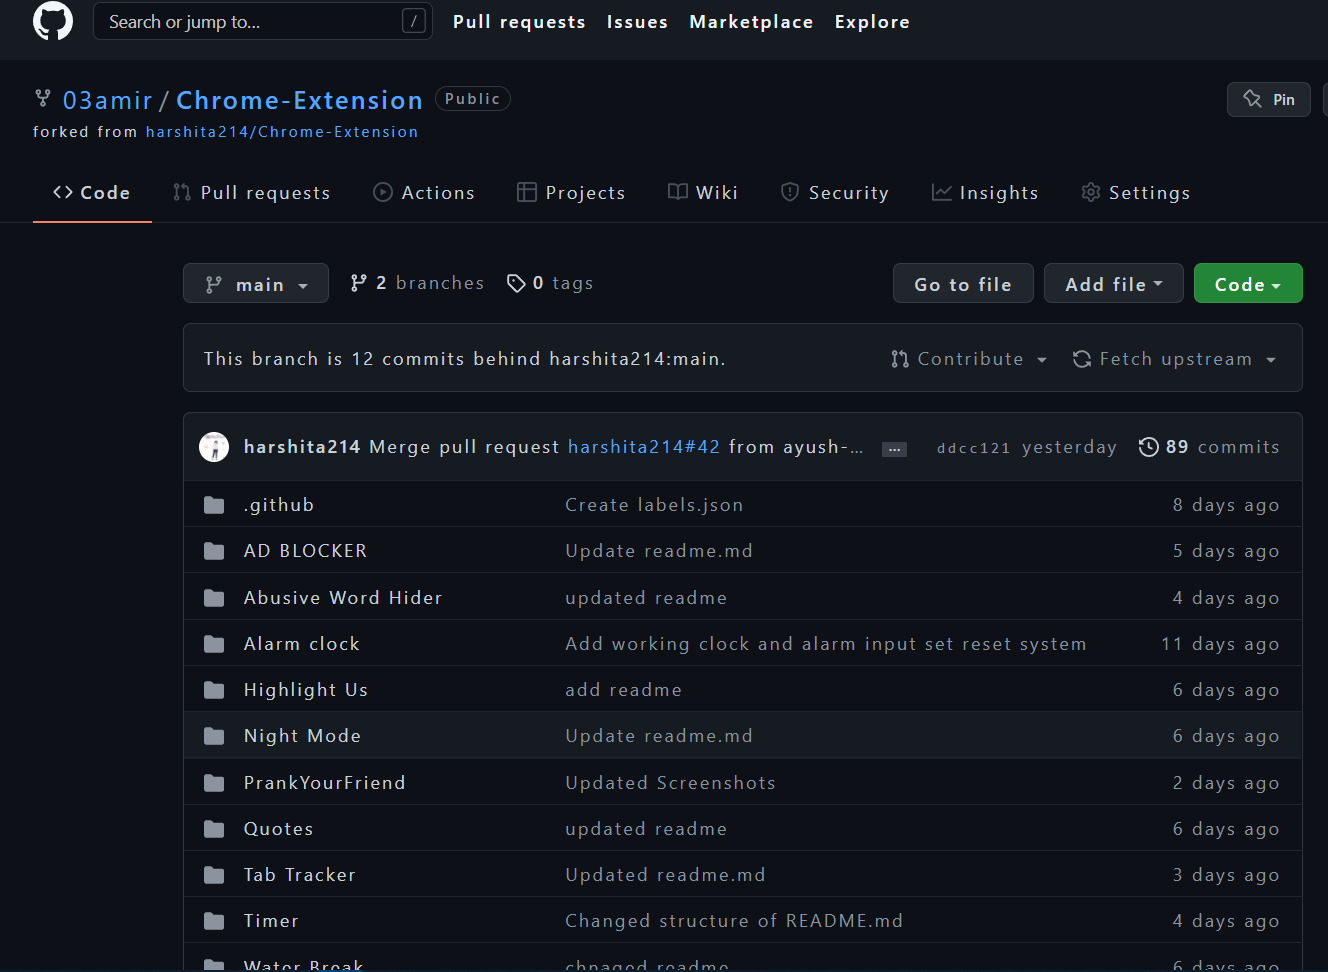 Search or jump to... / Pull requests Issues Marketplace Explore
03amir / Chrome-Extension Public Pin
forked from harshita214/Chrome-Extension
Code Pull requests Actions Projects Wiki Security Insights Settings
main 2 branches 0 tags Go to file Add file Code
This branch is 12 commits behind harshita214:main. Contribute Fetch upstream
harshita214 Merge pull request harshita214#42 from ayush-… ... ddcc121 yesterday 89 commits
.github Create labels.json 8 days ago
AD BLOCKER Update readme.md 5 days ago
Abusive Word Hider updated readme 4 days ago
Alarm clock Add working clock and alarm input set reset system 11 days ago
Highlight Us add readme 6 days ago
Night Mode Update readme.md 6 days ago
PrankYourFriend Updated Screenshots 2 days ago
Quotes updated readme 6 days ago
Tab Tracker Updated readme.md 3 days ago
Timer Changed structure of README.md 4 days ago
Water Break chnaged readme 6 days ago